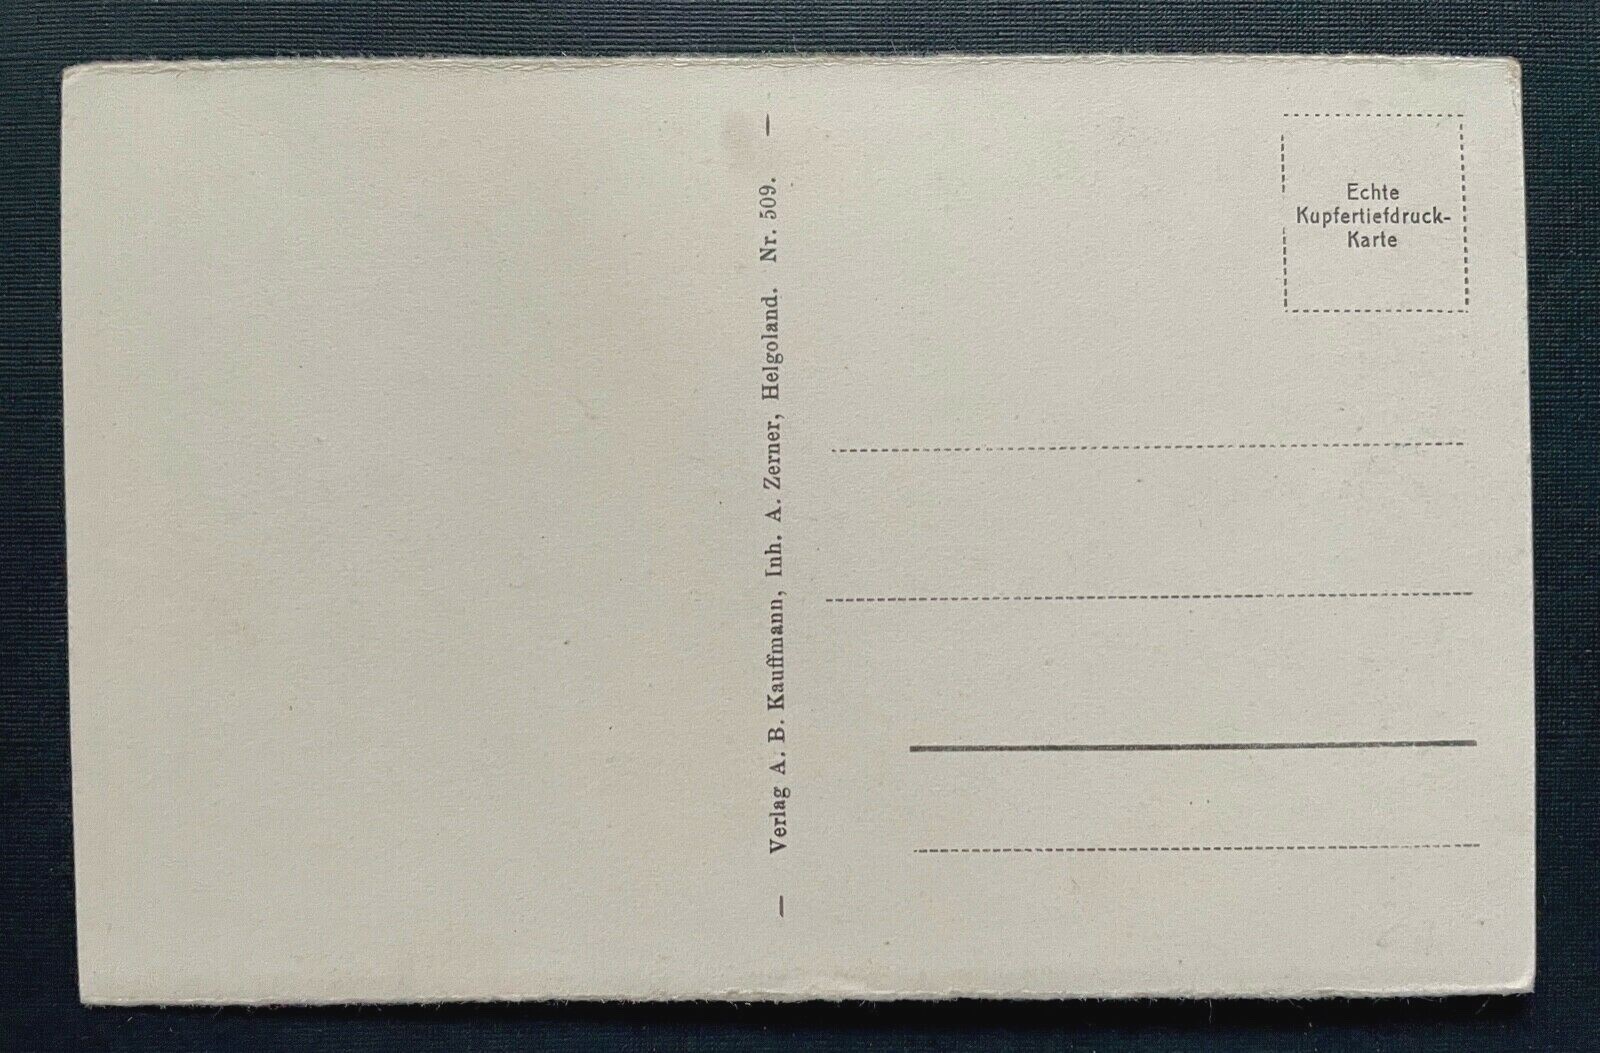 Echte
Kupfertiefdruck-
Karte
— Verlag A. B. Kauffmann, Inh. A. Zerner, Helgoland. Nr. 509. —